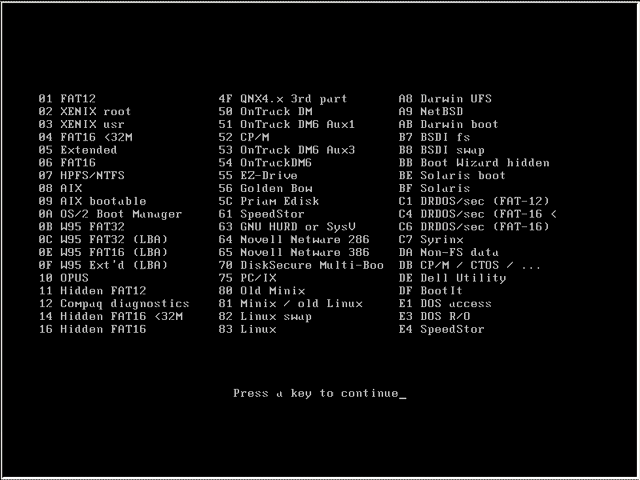 01 FAT12 4F QNX4.x 3rd part A8 Darwin UFS
02 XENIX root 50 OnTrack DM A9 NetBSD
03 XENIX usr 51 OnTrack DM6 Aux1 AB Darwin boot
04 FAT16 <32M 52 CP/M B7 BSDI fs
05 Extended 53 OnTrack DM6 Aux3 B8 BSDI swap
06 FAT16 54 OnTrackDM6 BB Boot Wizard hidden
07 HPFS/NTFS 55 EZ-Drive BE Solaris boot
08 AIX 56 Golden Bow BF Solaris
09 AIX bootable 5C Priam Edisk C1 DRDOS/sec (FAT-12)
0A OS/2 Boot Manager 61 SpeedStor C4 DRDOS/sec (FAT-16 <
0B W95 FAT32 63 GNU HURD or SysV C6 DRDOS/sec (FAT-16)
0C W95 FAT32 (LBA) 64 Novell Netware 286 C7 Syrinx
0E W95 FAT16 (LBA) 65 Novell Netware 386 DA Non-FS data
0F W95 Ext'd (LBA) 70 DiskSecure Multi-Boo DB CP/M / CTOS / ...
10 OPUS 75 PC/IX DE Dell Utility
11 Hidden FAT12 80 Old Minix DF BootIt
12 Compaq diagnostics 81 Minix / old Linux E1 DOS access
14 Hidden FAT16 <32M 82 Linux swap E3 DOS R/O
16 Hidden FAT16 83 Linux E4 SpeedStor
Press a key to continue_